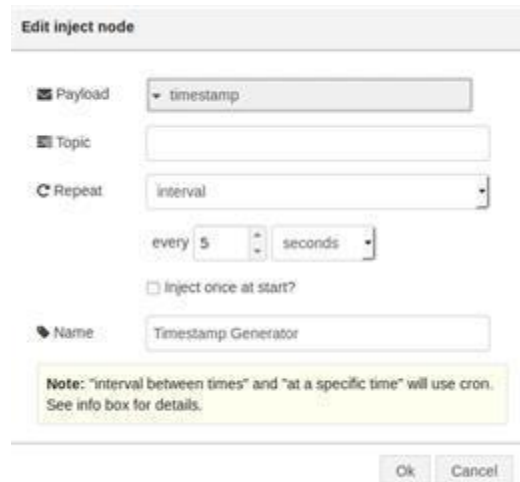 Edit inject node
Payload timestamp
Topic
Repeat interval
every 5 seconds
Inject once at start?
Name Timestamp Generator
Note: "interval between times" and "at a specific time" will use cron.
See info box for details.
Ok Cancel